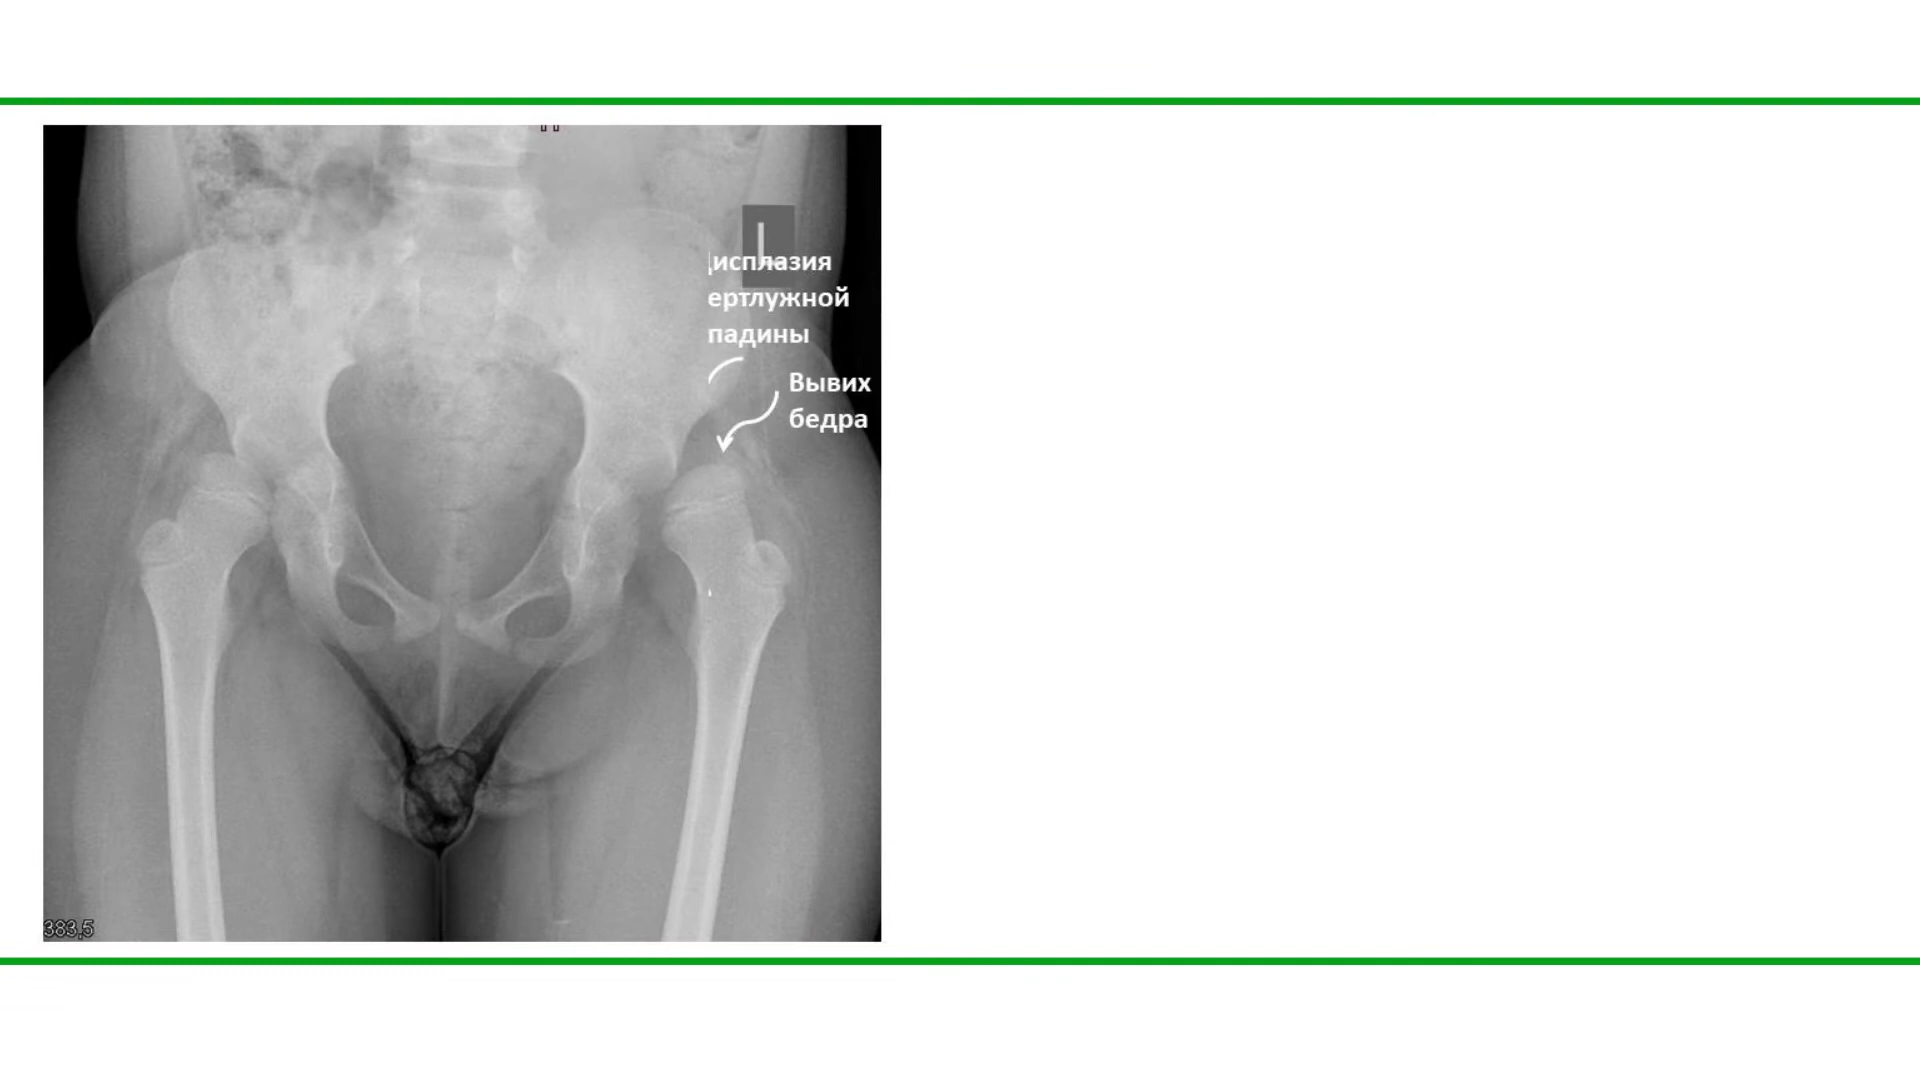 L
исплазия
ертлужной
падины
Вывих
бедра
383,5